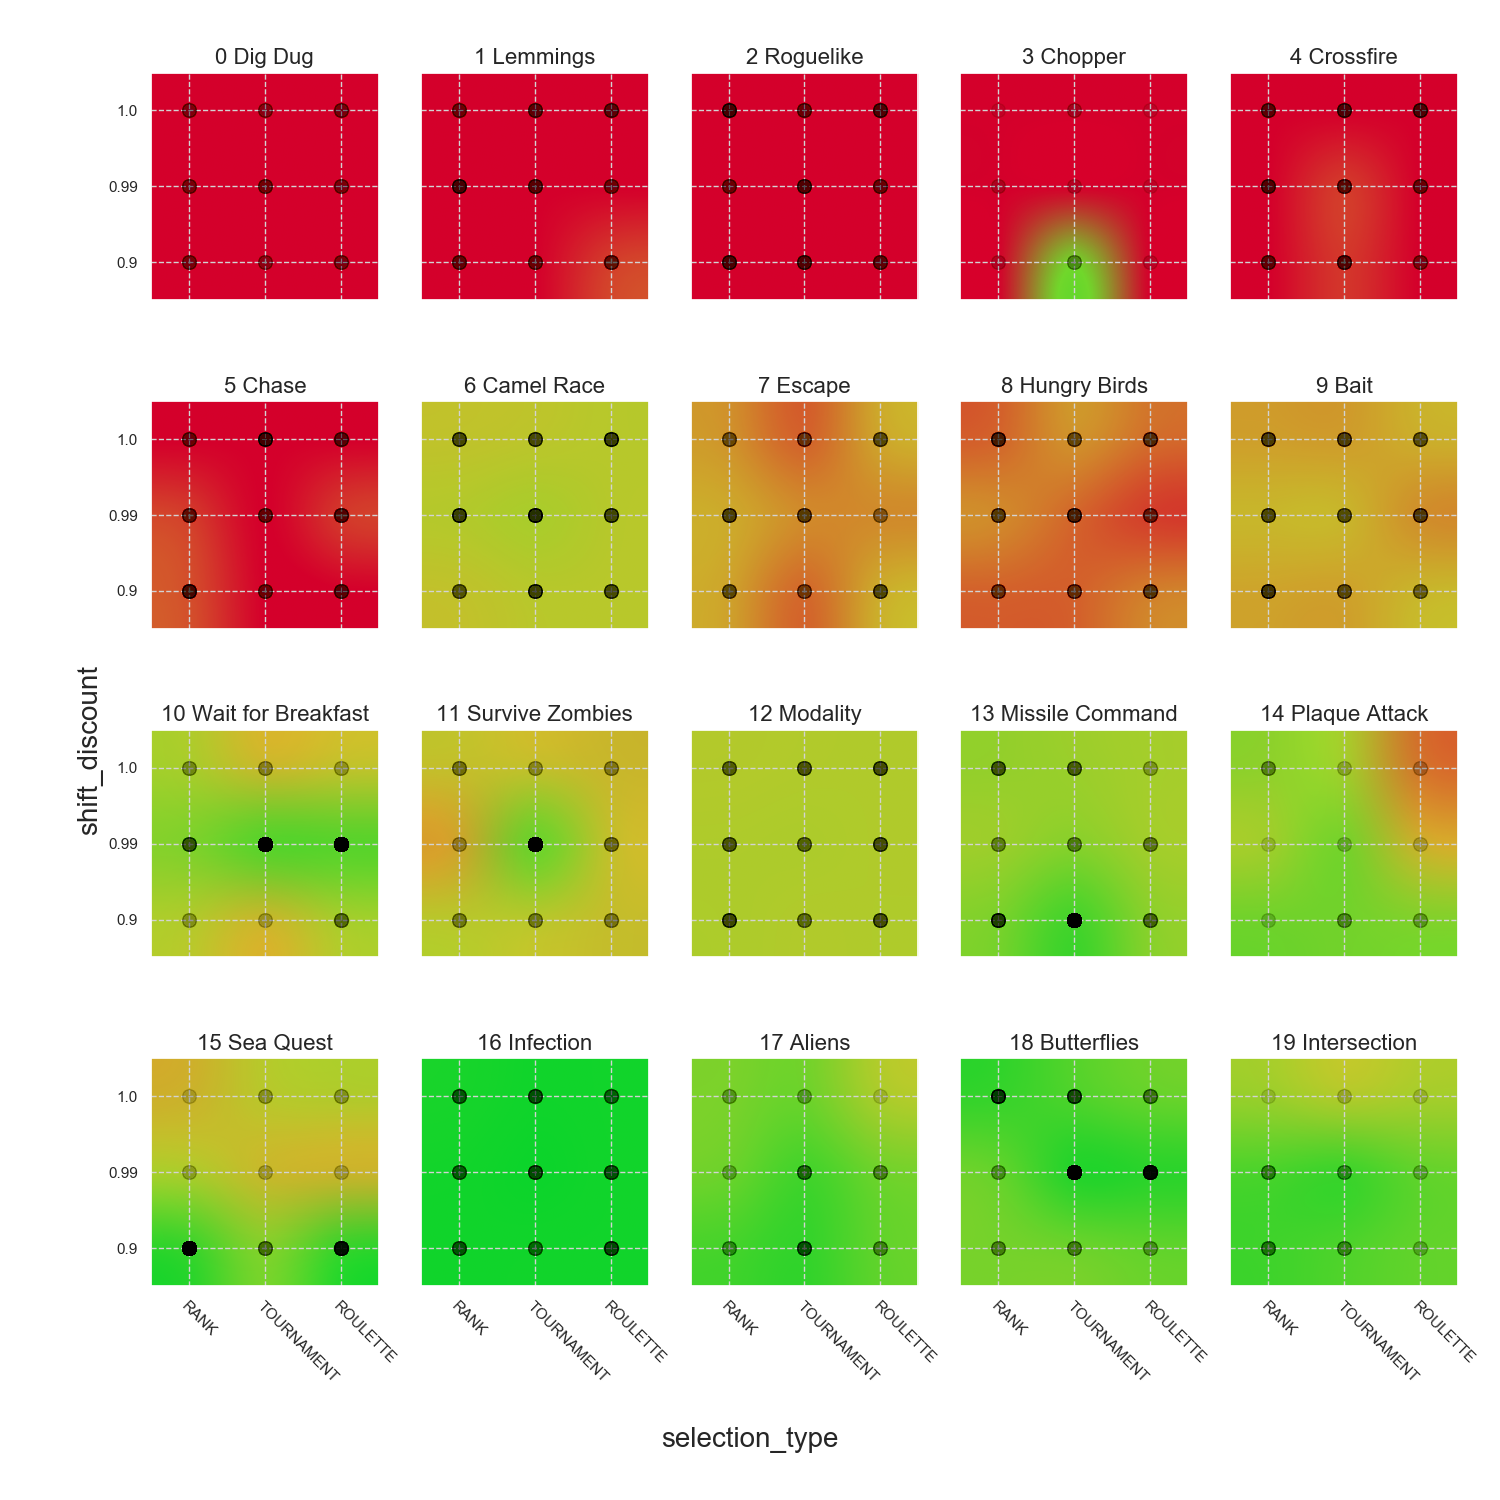 0 Dig Dug
1 Lemmings
2 Roguelike
3 Chopper
4 Crossfire
1.0
0.99
0.9
5 Chase
6 Camel Race
7 Escape
8 Hungry Birds
9 Bait
1.0
0.99
0.9
shift_discount
10 Wait for Breakfast
11 Survive Zombies
12 Modality
13 Missile Command
14 Plaque Attack
1.0
0.99
0.9
15 Sea Quest
16 Infection
17 Aliens
18 Butterflies
19 Intersection
1.0
0.99
0.9
RANK
TOURNAMENT
ROULETTE
RANK
TOURNAMENT
ROULETTE
RANK
TOURNAMENT
ROULETTE
RANK
TOURNAMENT
ROULETTE
RANK
TOURNAMENT
ROULETTE
selection_type